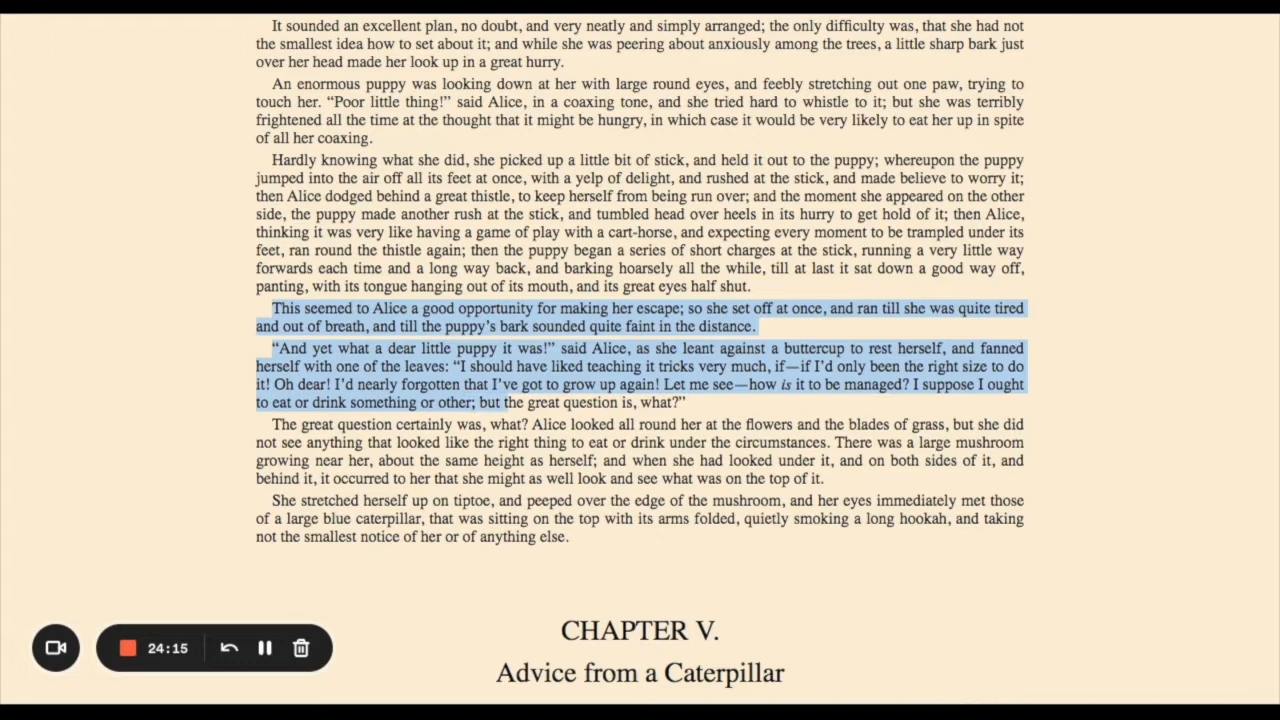 It sounded an excellent plan, no doubt, and very neatly and simply arranged; the only difficulty was, that she had not
the smallest idea how to set about it; and while she was peering about anxiously among the trees, a little sharp bark just
over her head made her look up in a great hurry.
An enormous puppy was looking down at her with large round eyes, and feebly stretching out one paw, trying to
touch her. “Poor little thing!” said Alice, in a coaxing tone, and she tried hard to whistle to it; but she was terribly
frightened all the time at the thought that it might be hungry, in which case it would be very likely to eat her up in spite
of all her coaxing.
Hardly knowing what she did, she picked up a little bit of stick, and held it out to the puppy; whereupon the puppy
jumped into the air off all its feet at once, with a yelp of delight, and rushed at the stick, and made believe to worry it;
then Alice dodged behind a great thistle, to keep herself from being run over; and the moment she appeared on the other
side, the puppy made another rush at the stick, and tumbled head over heels in its hurry to get hold of it; then Alice,
thinking it was very like having a game of play with a cart-horse, and expecting every moment to be trampled under its
feet, ran round the thistle again; then the puppy began a series of short charges at the stick, running a very little way
forwards each time and a long way back, and barking hoarsely all the while, till at last it sat down a good way off,
panting, with its tongue hanging out of its mouth, and its great eyes half shut.
This seemed to Alice a good opportunity for making her escape; so she set off at once, and ran till she was quite tired
and out of breath, and till the puppy’s bark sounded quite faint in the distance.
“And yet what a dear little puppy it was!” said Alice, as she leant against a buttercup to rest herself, and fanned
herself with one of the leaves: “I should have liked teaching it tricks very much, if—if I’d only been the right size to do
it! Oh dear! I’d nearly forgotten that I’ve got to grow up again! Let me see—how is it to be managed? I suppose I ought
to eat or drink something or other; but the great question is, what?”
The great question certainly was, what? Alice looked all round her at the flowers and the blades of grass, but she did
not see anything that looked like the right thing to eat or drink under the circumstances. There was a large mushroom
growing near her, about the same height as herself; and when she had looked under it, and on both sides of it, and
behind it, it occurred to her that she might as well look and see what was on the top of it.
She stretched herself up on tiptoe, and peeped over the edge of the mushroom, and her eyes immediately met those
of a large blue caterpillar, that was sitting on the top with its arms folded, quietly smoking a long hookah, and taking
not the smallest notice of her or of anything else.
CHAPTER V.
Advice from a Caterpillar
24:15